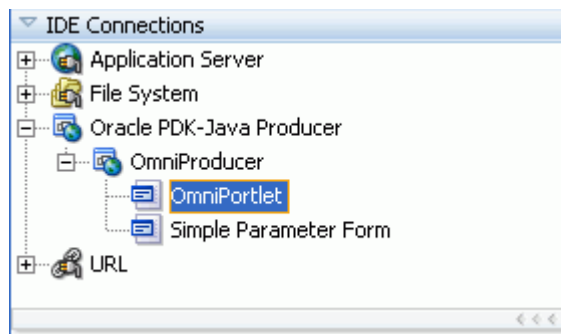 IDE Connections
Application Server
File System
Oracle PDK-Java Producer
OmniProducer
OmniPortlet
Simple Parameter Form
URL